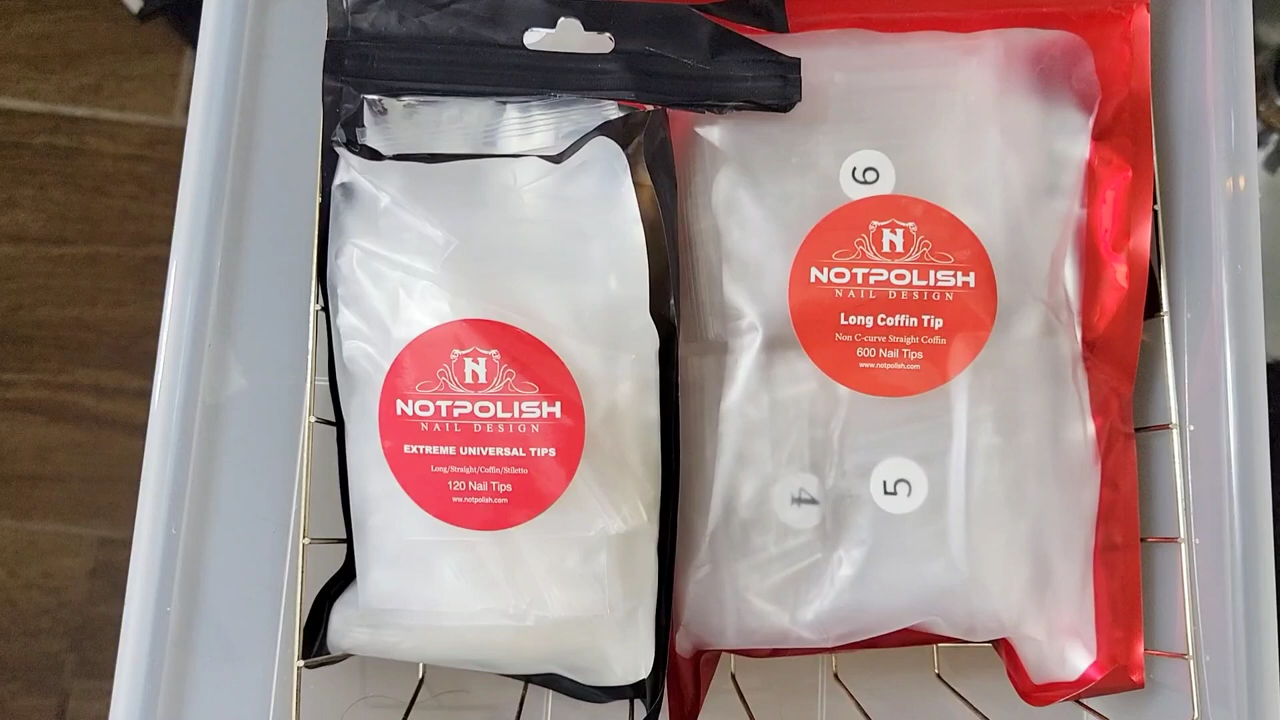 N
NOTPOLISH
NAIL DESIGN
EXTREME UNIVERSAL TIPS
Long/Straight/Coffin/Stiletto
120 Nail Tips
ww.notpolish.com
6
N
NOTPOLISH
NAIL DESIGN
Long Coffin Tip
Non C-curve Straight Coffin
600 Nail Tips
www.notpolish.com
4
5